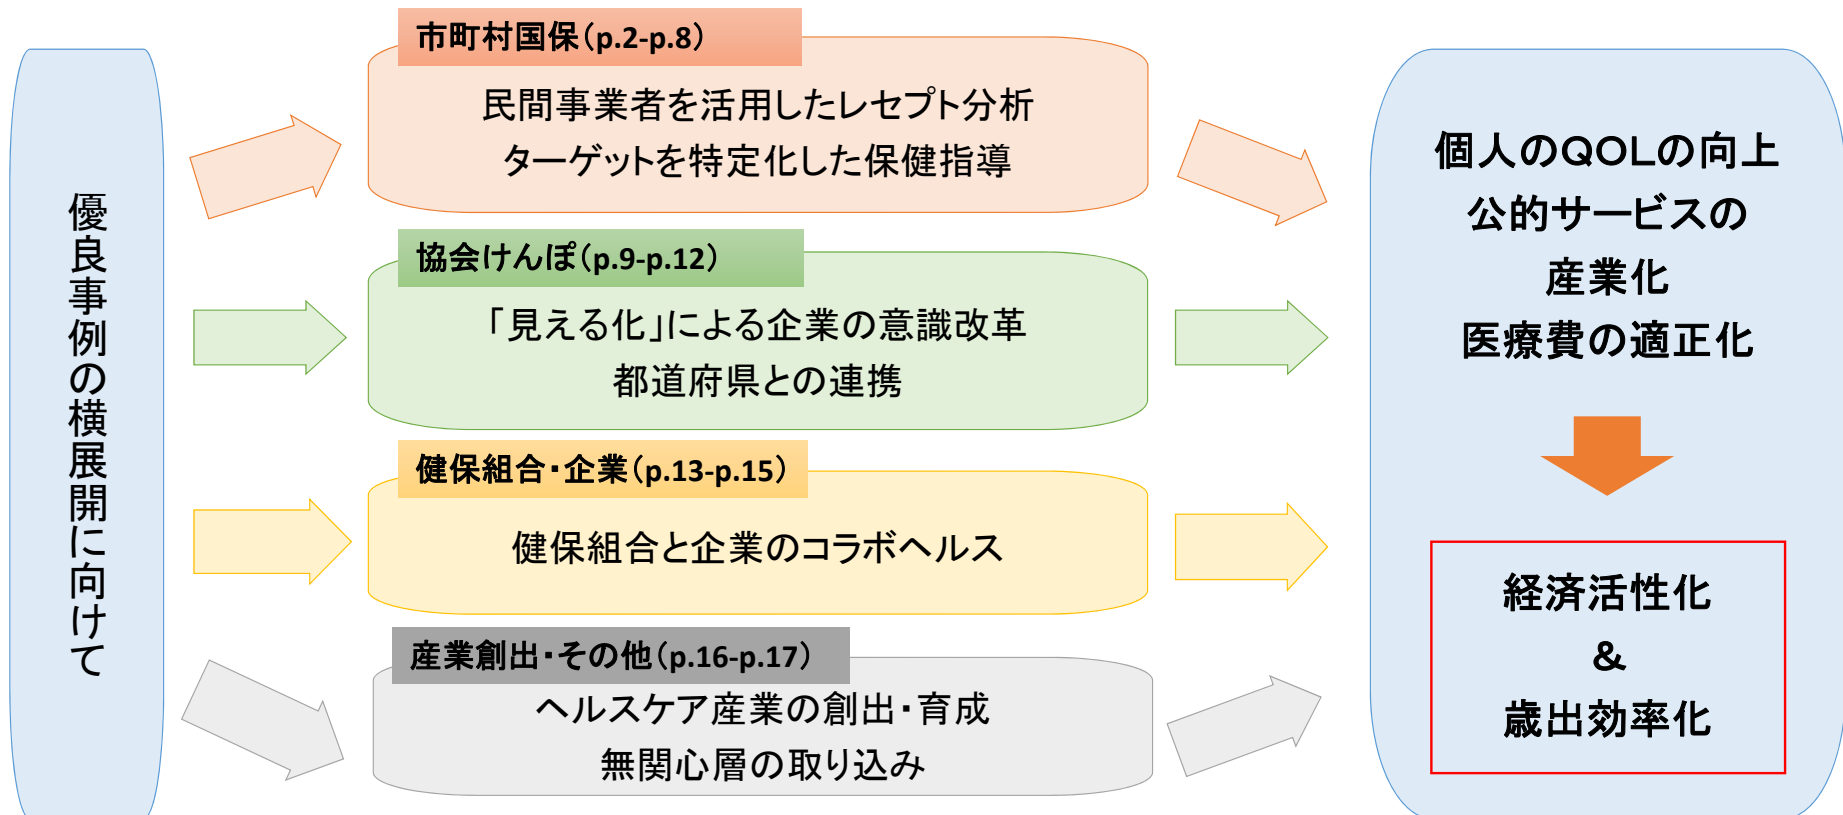 優良事例の横展開に向けて
市町村国保(p.2-p.8)
民間事業者を活用したレセプト分析
ターゲットを特定化した保健指導
協会けんぽ(p.9-p.12)
「見える化」による企業の意識改革
都道府県との連携
健保組合・企業(p.13-p.15)
健保組合と企業のコラボヘルス
産業創出・その他(p.16-p.17)
ヘルスケア産業の創出・育成
無関心層の取り込み
個人のQOLの向上
公的サービスの
産業化
医療費の適正化
経済活性化
&
歳出効率化